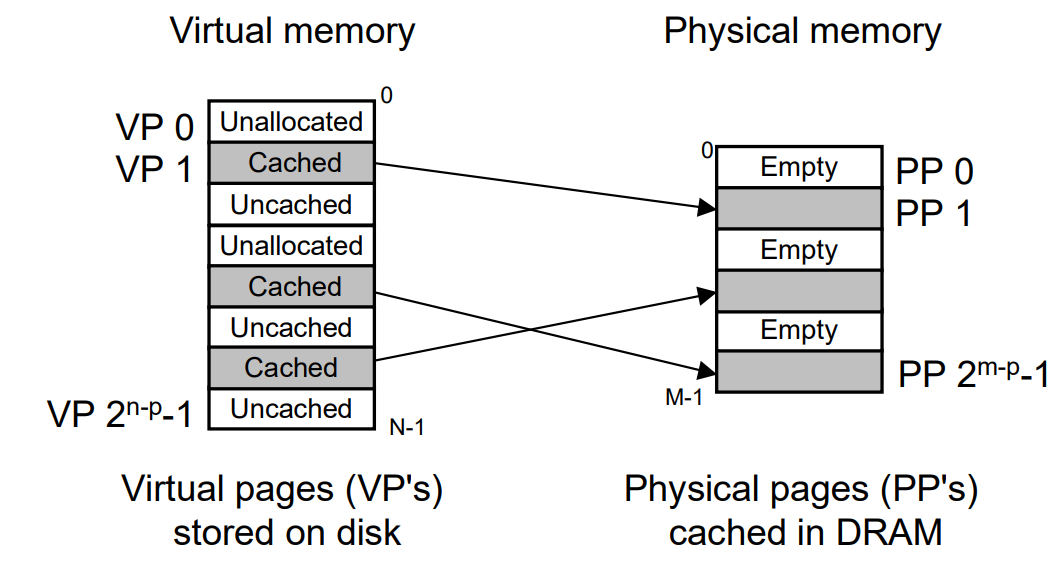 Virtual memory
Physical memory
0
VP 0
Unallocated
VP 1
Cached
Uncached
Unallocated
Cached
Uncached
Cached
VP 2^n-p-1
Uncached
N-1
0
Empty
PP 0
PP 1
Empty
Empty
PP 2^m-p-1
M-1
Virtual pages (VP's)
stored on disk
Physical pages (PP's)
cached in DRAM